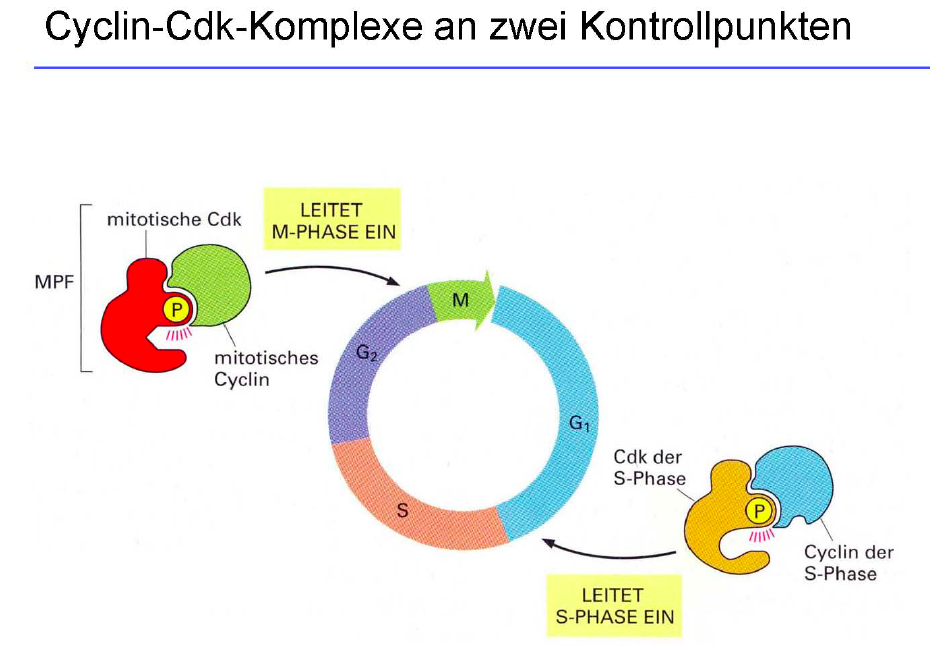 Cyclin-Cdk-Komplexe an zwei Kontrollpunkten
LEITET
M-PHASE EIN
mitotische Cdk
MPF
P
mitotisches
Cyclin
M
G₂
G₁
S
Cdk der
S-Phase
P
Cyclin der
S-Phase
LEITET
S-PHASE EIN